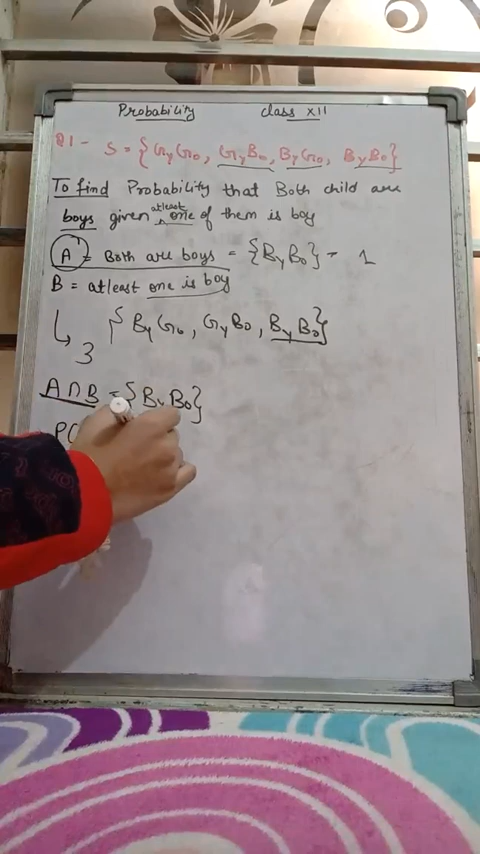 Probability class XII
Q1 - S = {GyGo, GyBo, ByGo, ByBo}
To find Probability that Both child are
boys given atleast one of them is boy
A = Both are boys = {ByBo} = 1
B = atleast one is boy
{ByGo, GyBo, ByBo}
3
A∩B = {ByBo}
P(